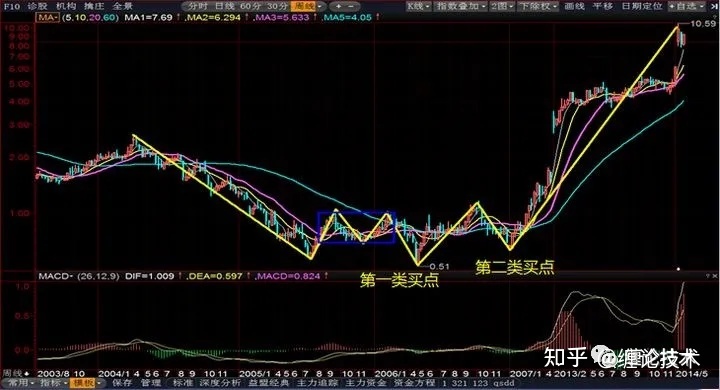 F10 诊股 机构 摘庄 全景 分时 日线 60分 30分 周线 + - K线 指数叠加 2图 下除权 画线 平移 日期定位 +自选
MA- (5,10,20,60) MA1=7.69 MA2=6.294 MA3=5.633 MA5=4.05
10.59
10.00
9.00
8.00
7.00
6.00
5.00
4.00
3.00
2.00
1.00
0.51
第一类买点
第二类买点
MACD- (26,12,9) DIF=1.009 DEA=0.597 MACD=0.824
1.0
0.5
0.0
知乎 @缠论技术
周线 2003/8 10 2004/1 4 5 6 7 8 9 10 2005/1 4 5 6 7 8 9 11 2006/1 4 5 6 7 8 9 10 11 2007/1 2013/2 5 6 7 8 9 10 11 2014/5
常用 指标 模板 保存 管理 标准 深度分析 益盟经典 主力追踪 主力资金 资金方程 1 321 123 qsdd